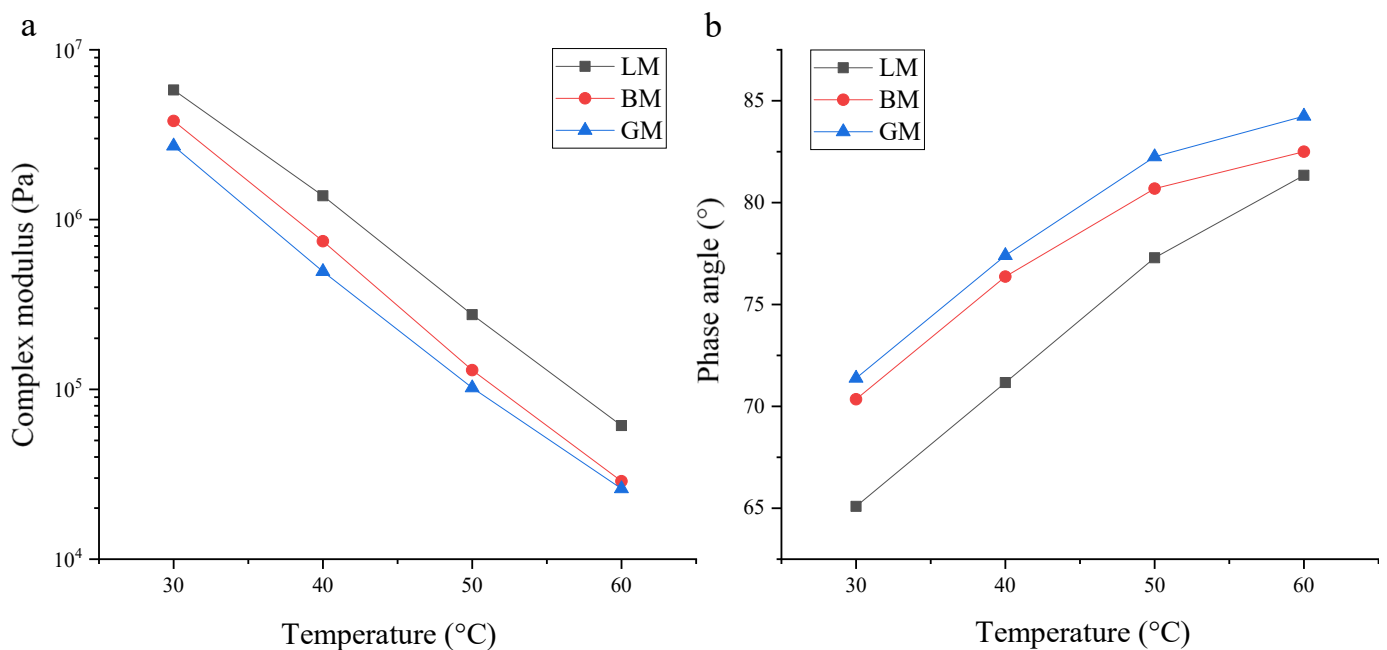 a
10^7
10^6
10^5
10^4
Complex modulus (Pa)
LM
BM
GM
30 40 50 60
Temperature (°C)
b
85
80
75
70
65
Phase angle (°)
LM
BM
GM
30 40 50 60
Temperature (°C)